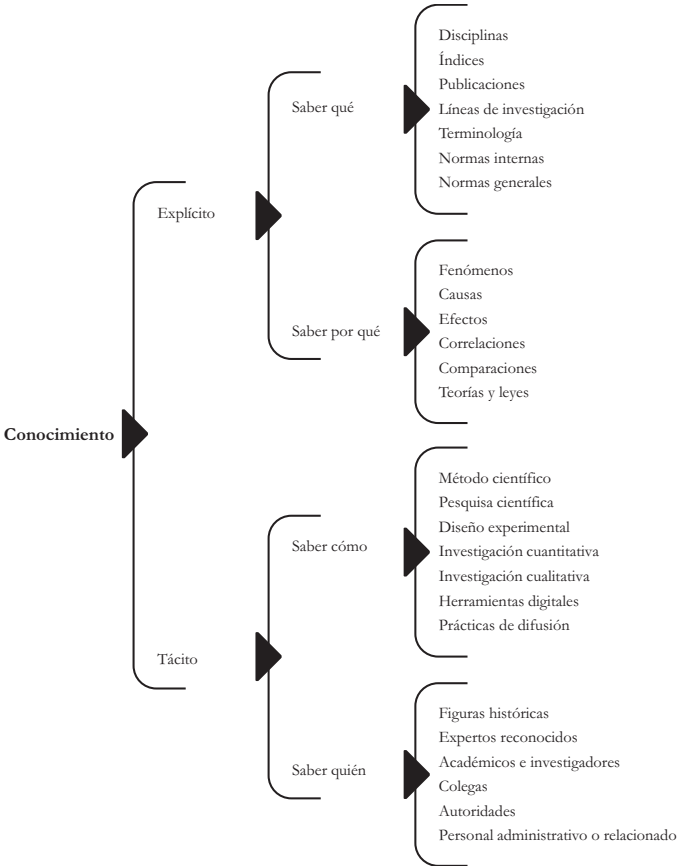 Conocimiento
Explícito
Saber qué
Disciplinas
Índices
Publicaciones
Líneas de investigación
Terminología
Normas internas
Normas generales
Saber por qué
Fenómenos
Causas
Efectos
Correlaciones
Comparaciones
Teorías y leyes
Tácito
Saber cómo
Método científico
Pesquisa científica
Diseño experimental
Investigación cuantitativa
Investigación cualitativa
Herramientas digitales
Prácticas de difusión
Saber quién
Figuras históricas
Expertos reconocidos
Académicos e investigadores
Colegas
Autoridades
Personal administrativo o relacionado